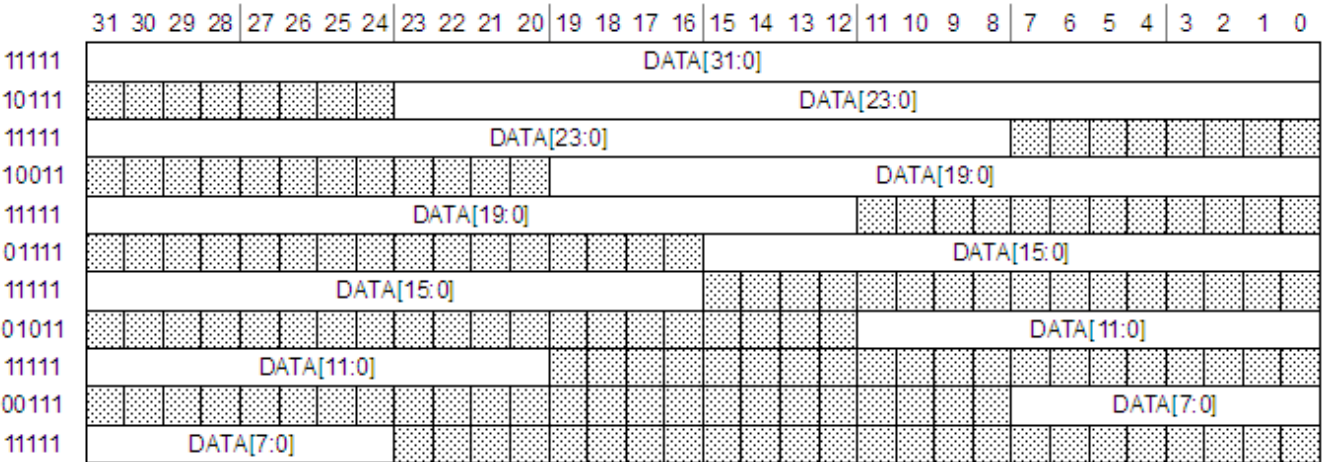 31 30 29 28 27 26 25 24 23 22 21 20 19 18 17 16 15 14 13 12 11 10 9 8 7 6 5 4 3 2 1 0
11111 DATA[31:0]
10111 DATA[23:0]
11111 DATA[23:0]
10011 DATA[19:0]
11111 DATA[19:0]
01111 DATA[15:0]
11111 DATA[15:0]
01011 DATA[11:0]
11111 DATA[11:0]
00111 DATA[7:0]
11111 DATA[7:0]